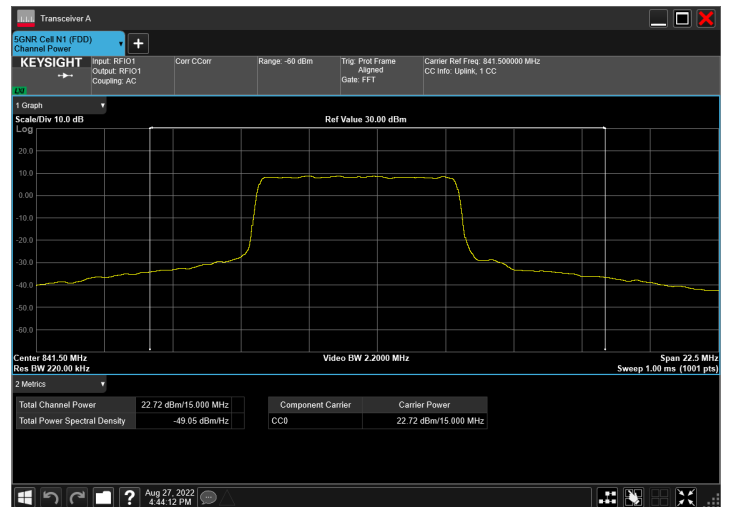 Transceiver A
5GNR Cell N1 (FDD)
Channel Power
KEYSIGHT
LXI
Input: RFIO1
Output: RFIO1
Coupling: AC
Corr CCorr
Range: -60 dBm
Trig: Prot Frame
Aligned
Gate: FFT
Carrier Ref Freq: 841.500000 MHz
CC Info: Uplink, 1 CC
1 Graph
Scale/Div 10.0 dB
Ref Value 30.00 dBm
Log
20.0
10.0
0.00
-10.0
-20.0
-30.0
-40.0
-50.0
-60.0
Center 841.50 MHz
Video BW 2.2000 MHz
Span 22.5 MHz
Res BW 220.00 kHz
Sweep 1.00 ms (1001 pts)
2 Metrics
Total Channel Power 22.72 dBm/15.000 MHz
Total Power Spectral Density -49.05 dBm/Hz
Component Carrier Carrier Power
CC0 22.72 dBm/15.000 MHz
?
Aug 27, 2022
4:44:12 PM